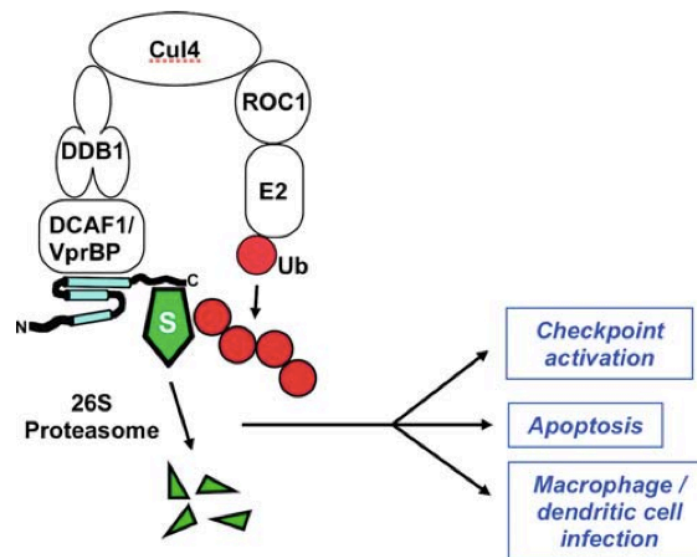 Cul4
ROC1
DDB1
E2
DCAF1/
VprBP
Ub
C
N
S
26S
Proteasome
Checkpoint
activation
Apoptosis
Macrophage /
dendritic cell
infection